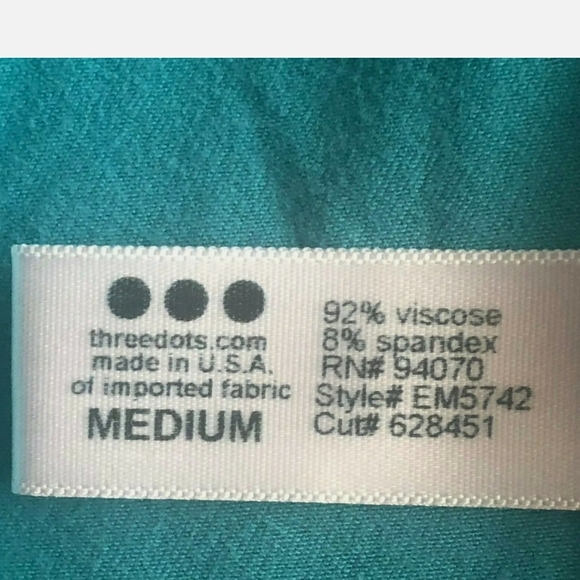 threedots.com
made in U.S.A.
of imported fabric
MEDIUM
92% viscose
8% spandex
RN# 94070
Style# EM5742
Cut# 628451